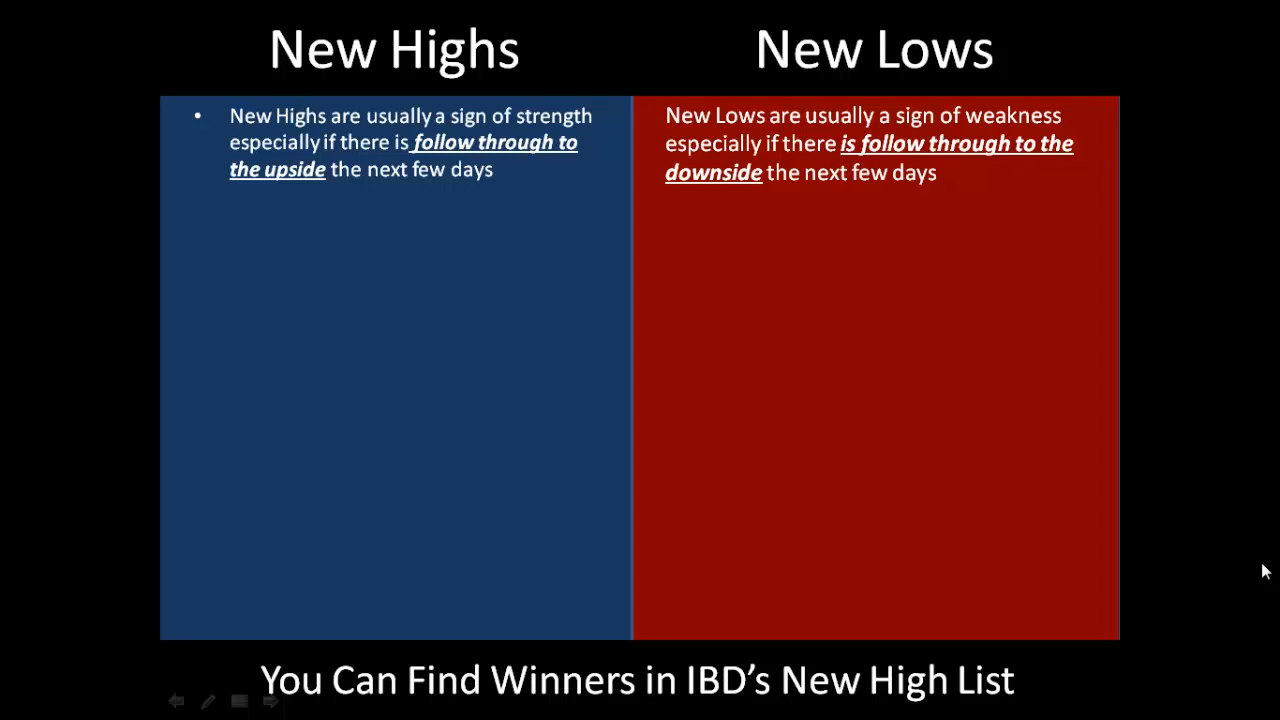 New Highs
New Lows
• New Highs are usually a sign of strength
especially if there is follow through to
the upside the next few days
New Lows are usually a sign of weakness
especially if there is follow through to the
downside the next few days
You Can Find Winners in IBD's New High List